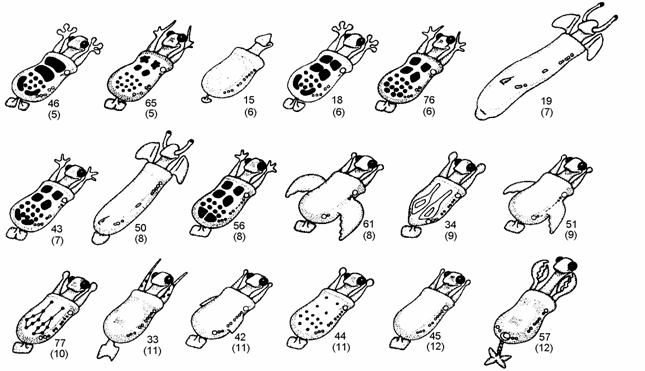 46 65 15 18 76 19
(5) (5) (6) (6) (6) (7)
43 50 56 61 34 51
(7) (8) (8) (8) (9) (9)
77 33 42 44 45 57
(10) (11) (11) (11) (12) (12)